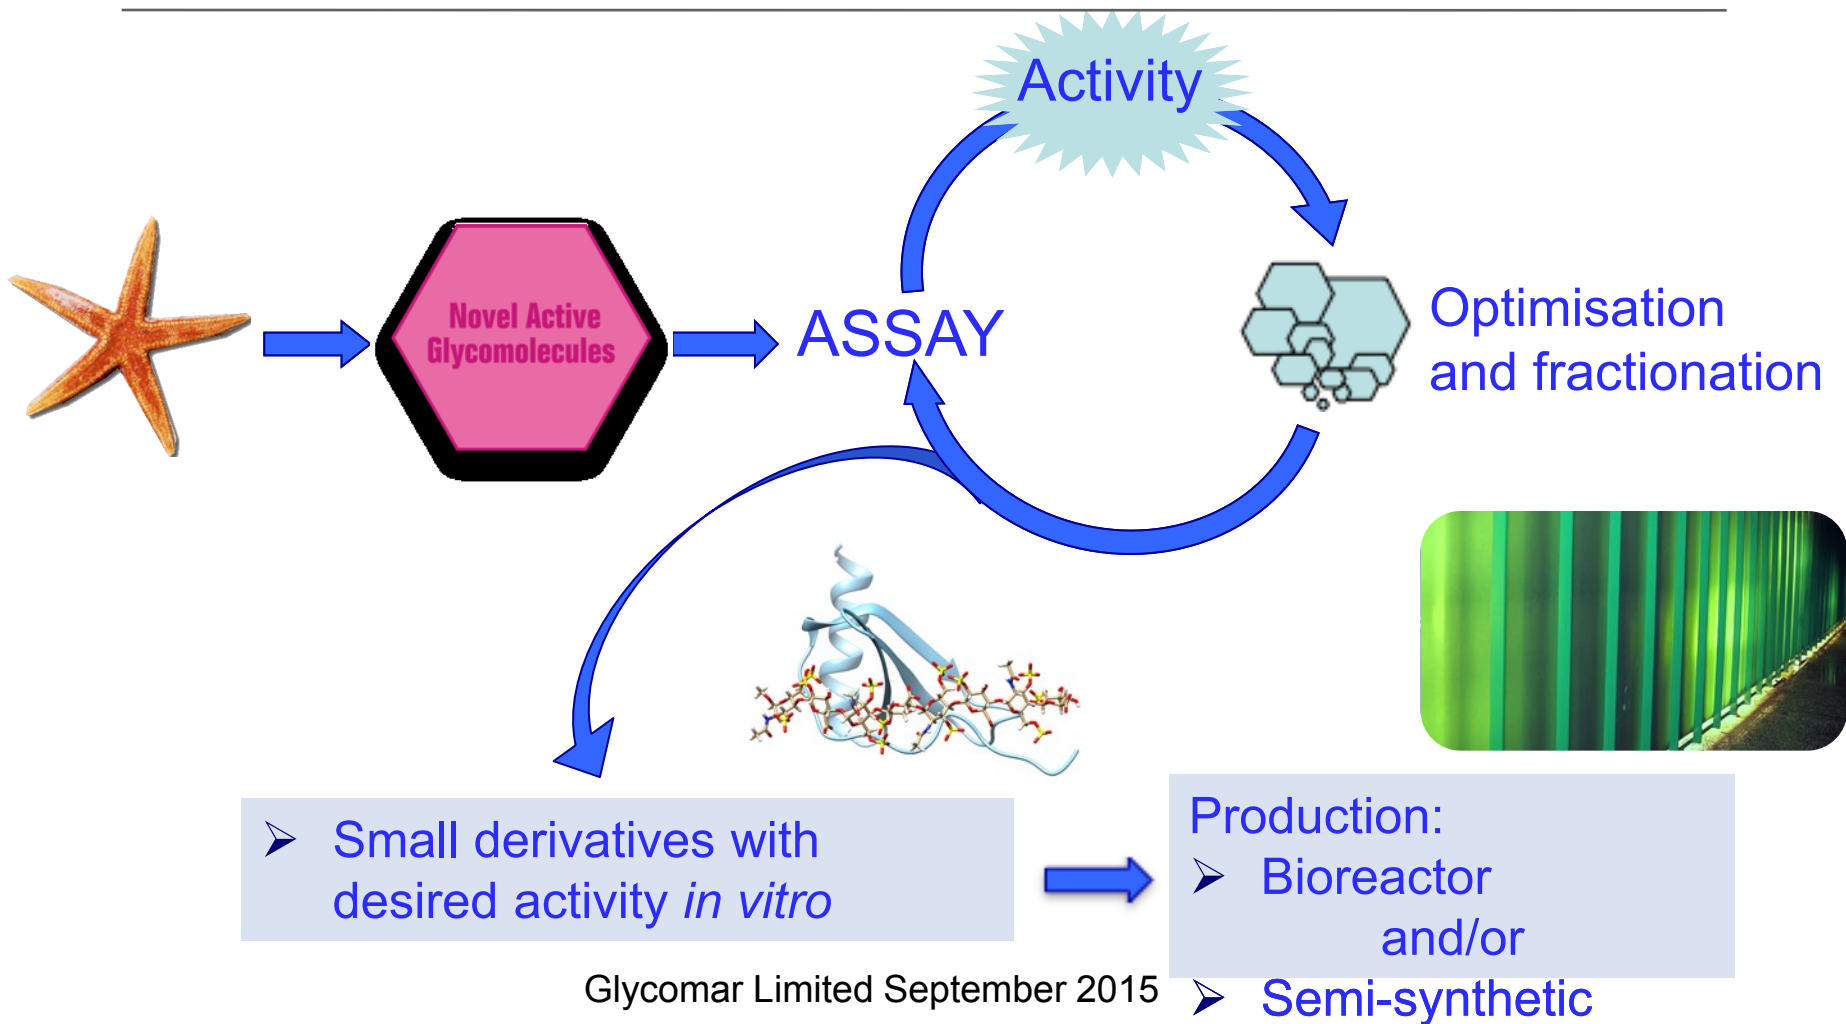 Activity
Novel Active
Glycomolecules
ASSAY
Optimisation
and fractionation
➢ Small derivatives with
desired activity in vitro
Production:
➢ Bioreactor
and/or
➢ Semi-synthetic
Glycomar Limited September 2015